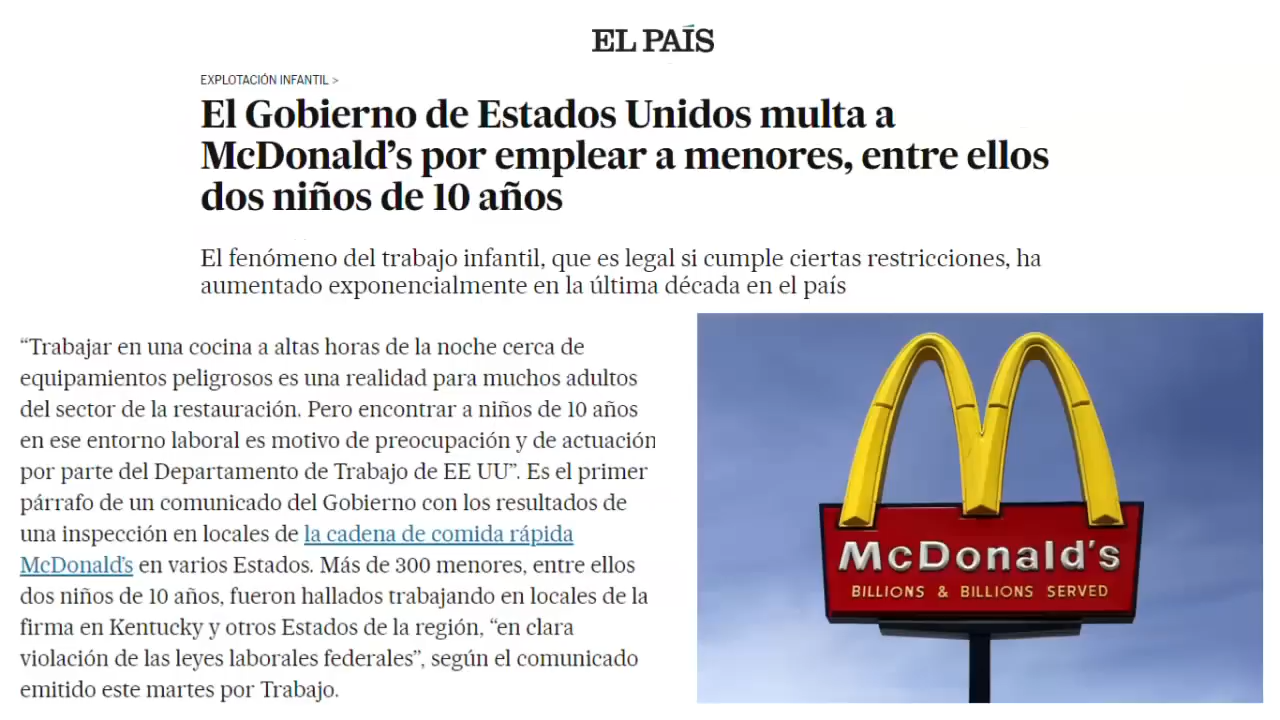 EL PAÍS
EXPLOTACIÓN INFANTIL >
El Gobierno de Estados Unidos multa a
McDonald’s por emplear a menores, entre ellos
dos niños de 10 años
El fenómeno del trabajo infantil, que es legal si cumple ciertas restricciones, ha
aumentado exponencialmente en la última década en el país
“Trabajar en una cocina a altas horas de la noche cerca de
equipamientos peligrosos es una realidad para muchos adultos
del sector de la restauración. Pero encontrar a niños de 10 años
en ese entorno laboral es motivo de preocupación y de actuación
por parte del Departamento de Trabajo de EE UU”. Es el primer
párrafo de un comunicado del Gobierno con los resultados de
una inspección en locales de la cadena de comida rápida
McDonald’s en varios Estados. Más de 300 menores, entre ellos
dos niños de 10 años, fueron hallados trabajando en locales de la
firma en Kentucky y otros Estados de la región, “en clara
violación de las leyes laborales federales”, según el comunicado
emitido este martes por Trabajo.
McDonald's
BILLIONS & BILLIONS SERVED